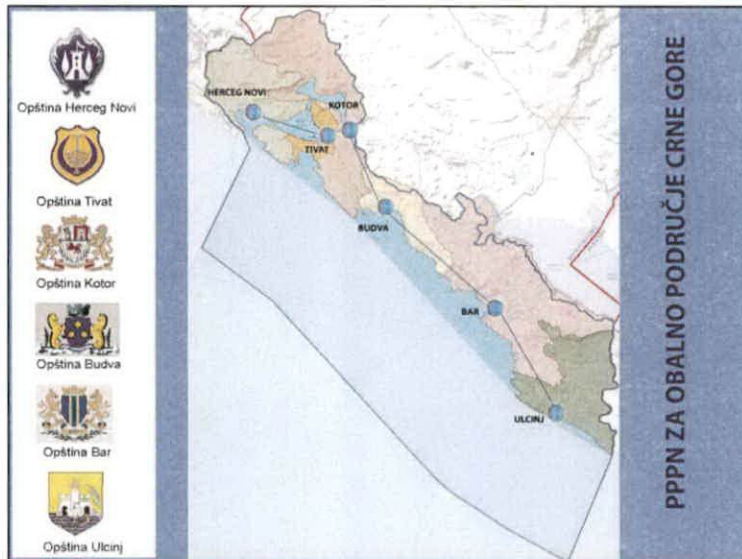 Opština Herceg Novi
Opština Tivat
Opština Kotor
Opština Budva
Opština Bar
Opština Ulcinj
HERCEG NOVI
KOTOR
TIVAT
BUDVA
BAR
ULCINJ
PPPN ZA OBALNO PODRUČJE CRNE GORE